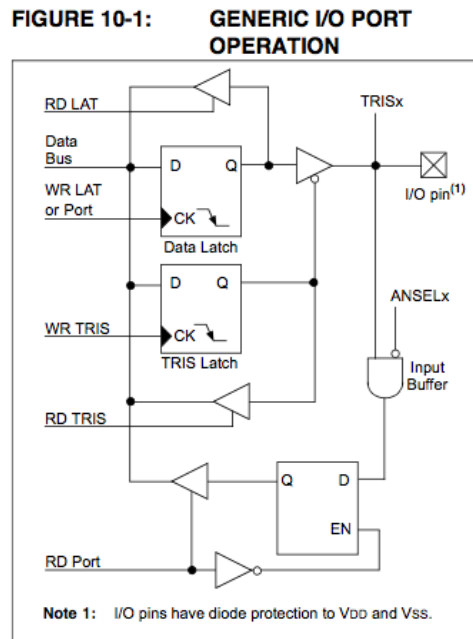 FIGURE 10-1: GENERIC I/O PORT
OPERATION
RD LAT
TRISx
Data
Bus
D Q
I/O pin(1)
WR LAT
or Port
CK
Data Latch
D Q
ANSELx
WR TRIS
CK
TRIS Latch
Input
Buffer
RD TRIS
Q D
EN
RD Port
Note 1: I/O pins have diode protection to VDD and VSS.